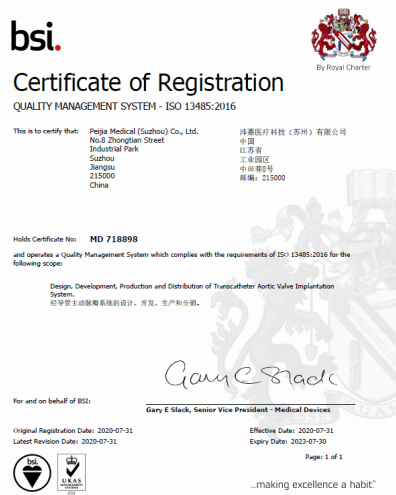 bsi.
By Royal Charter
Certificate of Registration
QUALITY MANAGEMENT SYSTEM - ISO 13485:2016
This is to certify that:
Peijia Medical (Suzhou) Co., Ltd.
No.8 Zhongtian Street
Industrial Park
Suzhou
Jiangsu
215000
China
沛嘉医疗科技（苏州）有限公司
中国
江苏省
工业园区
中田巷8号
邮编：215000
Holds Certificate No: MD 718898
and operates a Quality Management System which complies with the requirements of ISO 13485:2016 for the
following scope:
Design, Development, Production and Distribution of Transcatheter Aortic Valve Implantation
System.
经导管主动脉瓣系统的设计、开发、生产和分销。
Gary E Slack
For and on behalf of BSI:
Gary E Slack, Senior Vice President - Medical Devices
Original Registration Date: 2020-07-31
Effective Date: 2020-07-31
Latest Revision Date: 2020-07-31
Expiry Date: 2023-07-30
Page: 1 of 1
bsi.
UKAS
MANAGEMENT
SYSTEMS
003
...making excellence a habit.™